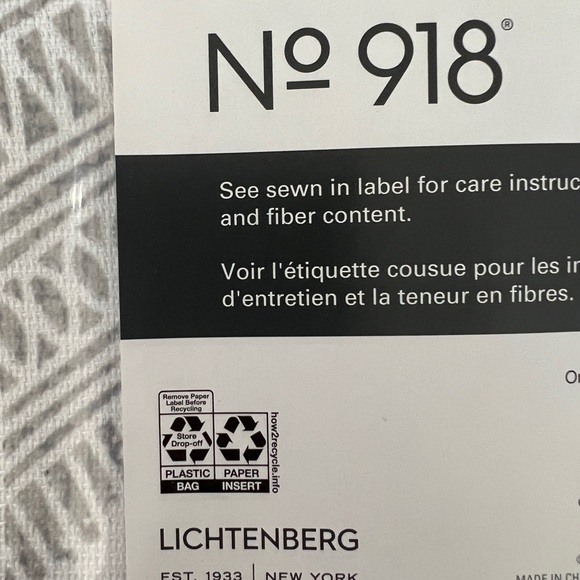 Nº 918®
See sewn in label for care
and fiber content.
Voir l'étiquette cousue pour les
d'entretien et la teneur en fibres.
Remove Paper
Label Before
Recycling
Store
Drop-off
PLASTIC
BAG
PAPER
INSERT
how2recycle.info
LICHTENBERG
EST. 1933 | NEW YORK
MADE IN